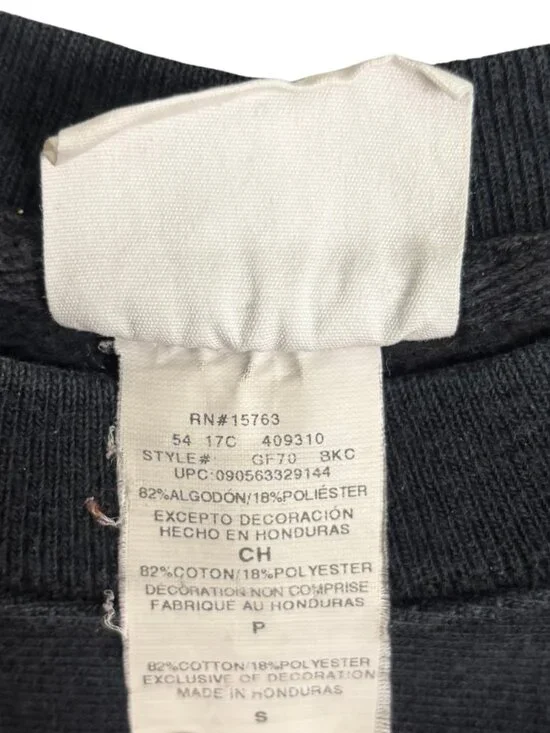 RN#15763
54 17C 409310
STYLE# GF70 BKC
UPC:090563329144
82%ALGODÓN/18%POLIÉSTER
EXCEPTO DECORACIÓN
HECHO EN HONDURAS
CH
82%COTON/18%POLYESTER
DÉCORATION NON COMPRISE
FABRIQUE AU HONDURAS
P
82%COTTON/18%POLYESTER
EXCLUSIVE OF DECORATION
MADE IN HONDURAS
S